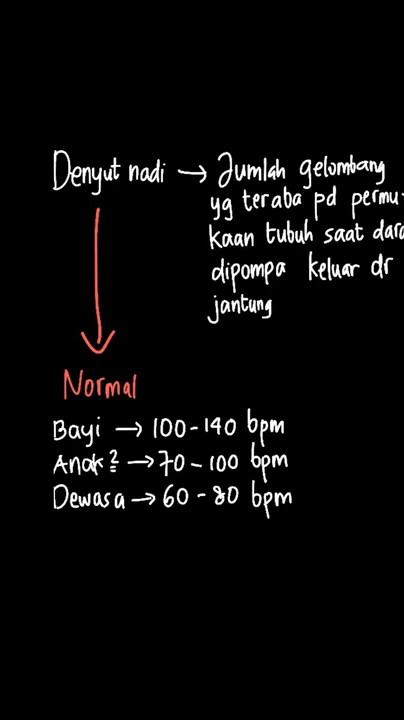 Denyut nadi → Jumlah gelombang
yg teraba pd permu-
kaan tubuh saat dara
dipompa keluar dr
jantung
Normal
Bayi → 100-140 bpm
Anak2 → 70-100 bpm
Dewasa → 60-80 bpm